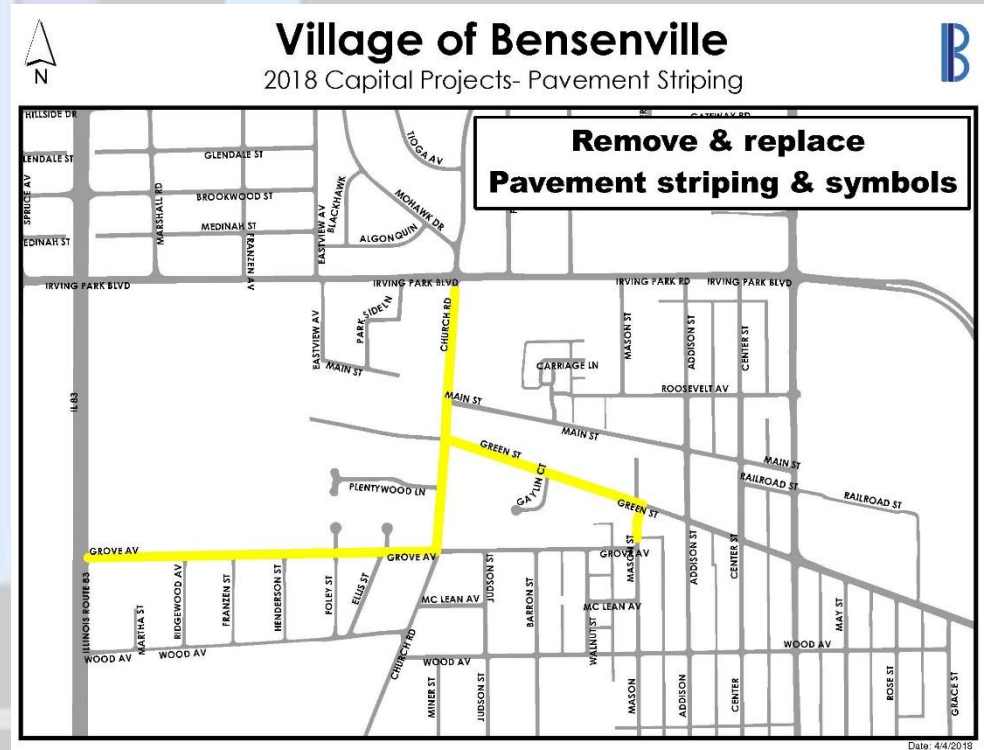 Village of Bensenville
2018 Capital Projects- Pavement Striping
N
B
Remove & replace
Pavement striping & symbols
HILLSIDE DR
GATEWAY RD
LENDALE ST
GLENDALE ST
TIOGA AV
SPRUCE AV
MARSHALL RD
BROOKWOOD ST
BLACKHAWK
MOHAWK DR
MEDINAH ST
EDINAH ST
FRANZEN AV
EASTVIEW AV
ALGONQUIN
IRVING PARK BLVD
IRVING PARK BLVD
IRVING PARK RD
IRVING PARK BLVD
EASTVIEW AV
PARK SIDE LN
CHURCH RD
MASON ST
ADDISON ST
CENTER ST
MAIN ST
CARRIAGE LN
ROOSEVELT AV
IL 83
MAIN ST
MAIN ST
GREEN ST
MAIN ST
RAILROAD ST
RAILROAD ST
PLENTYWOOD LN
GAYLIN CT
GREEN ST
GROVE AV
GROVE AV
GROVE AV
MASON ST
ADDISON ST
CENTER ST
ILLINOIS ROUTE 83
MARTHA ST
RIDGEWOOD AV
FRANZEN ST
HENDERSON ST
FOLEY ST
ELLIS ST
JUDSON ST
BARRON ST
MC LEAN AV
MC LEAN AV
WALNUT ST
MAY ST
WOOD AV
WOOD AV
CHURCH RD
WOOD AV
WOOD AV
MINER ST
JUDSON ST
MASON
ADDISON
CENTER
ROSE ST
GRACE ST
Date: 4/4/2018